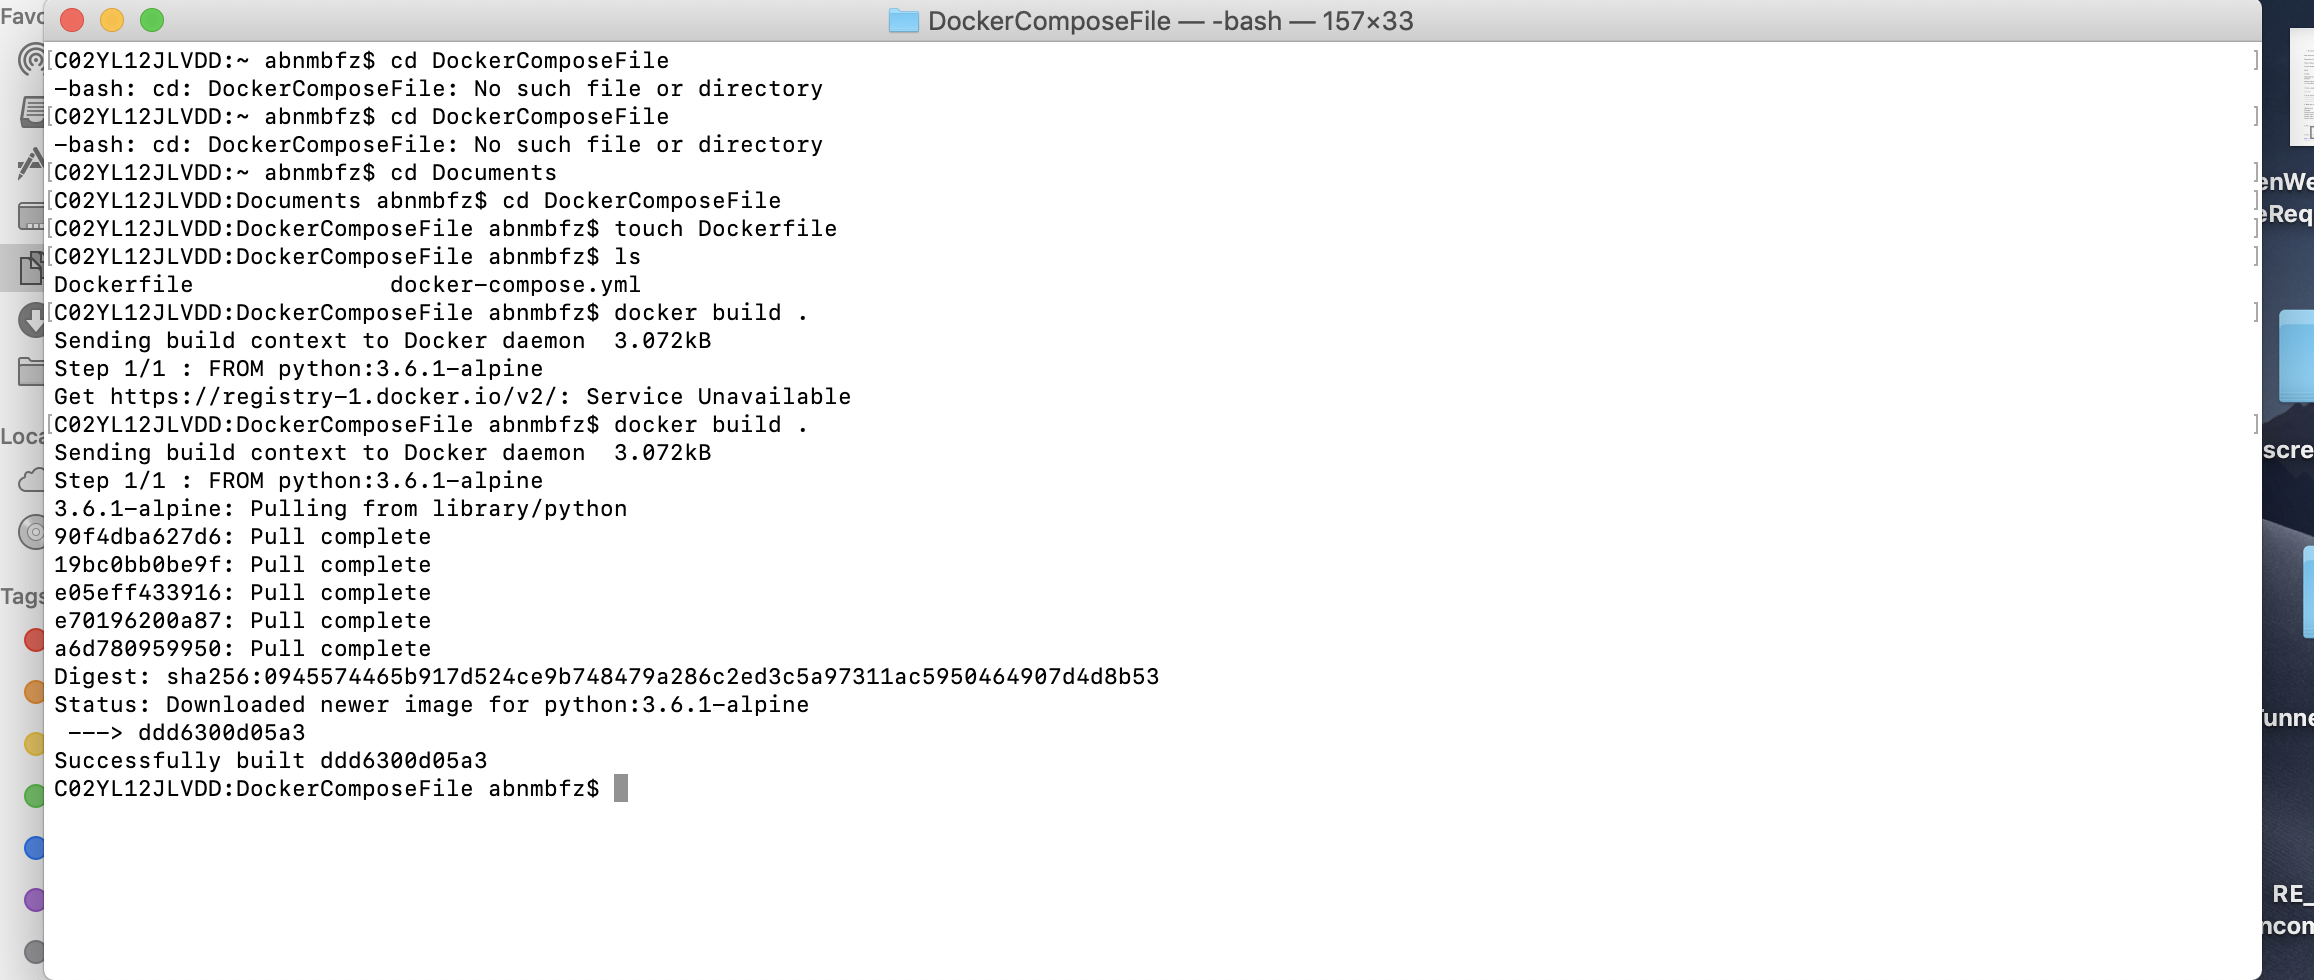 DockerComposeFile — -bash — 157×33
C02YL12JLVDD:~ abnmbfz$ cd DockerComposeFile
-bash: cd: DockerComposeFile: No such file or directory
C02YL12JLVDD:~ abnmbfz$ cd DockerComposeFile
-bash: cd: DockerComposeFile: No such file or directory
C02YL12JLVDD:~ abnmbfz$ cd Documents
C02YL12JLVDD:Documents abnmbfz$ cd DockerComposeFile
C02YL12JLVDD:DockerComposeFile abnmbfz$ touch Dockerfile
C02YL12JLVDD:DockerComposeFile abnmbfz$ ls
Dockerfile docker-compose.yml
C02YL12JLVDD:DockerComposeFile abnmbfz$ docker build .
Sending build context to Docker daemon  3.072kB
Step 1/1 : FROM python:3.6.1-alpine
Get https://registry-1.docker.io/v2/: Service Unavailable
C02YL12JLVDD:DockerComposeFile abnmbfz$ docker build .
Sending build context to Docker daemon  3.072kB
Step 1/1 : FROM python:3.6.1-alpine
3.6.1-alpine: Pulling from library/python
90f4dba627d6: Pull complete
19bc0bb0be9f: Pull complete
e05eff433916: Pull complete
e70196200a87: Pull complete
a6d780959950: Pull complete
Digest: sha256:0945574465b917d524ce9b748479a286c2ed3c5a97311ac5950464907d4d8b53
Status: Downloaded newer image for python:3.6.1-alpine
 ---> ddd6300d05a3
Successfully built ddd6300d05a3
C02YL12JLVDD:DockerComposeFile abnmbfz$
Favo
Loca
Tags
enWe
eReq
scre
unne
RE_
ncom